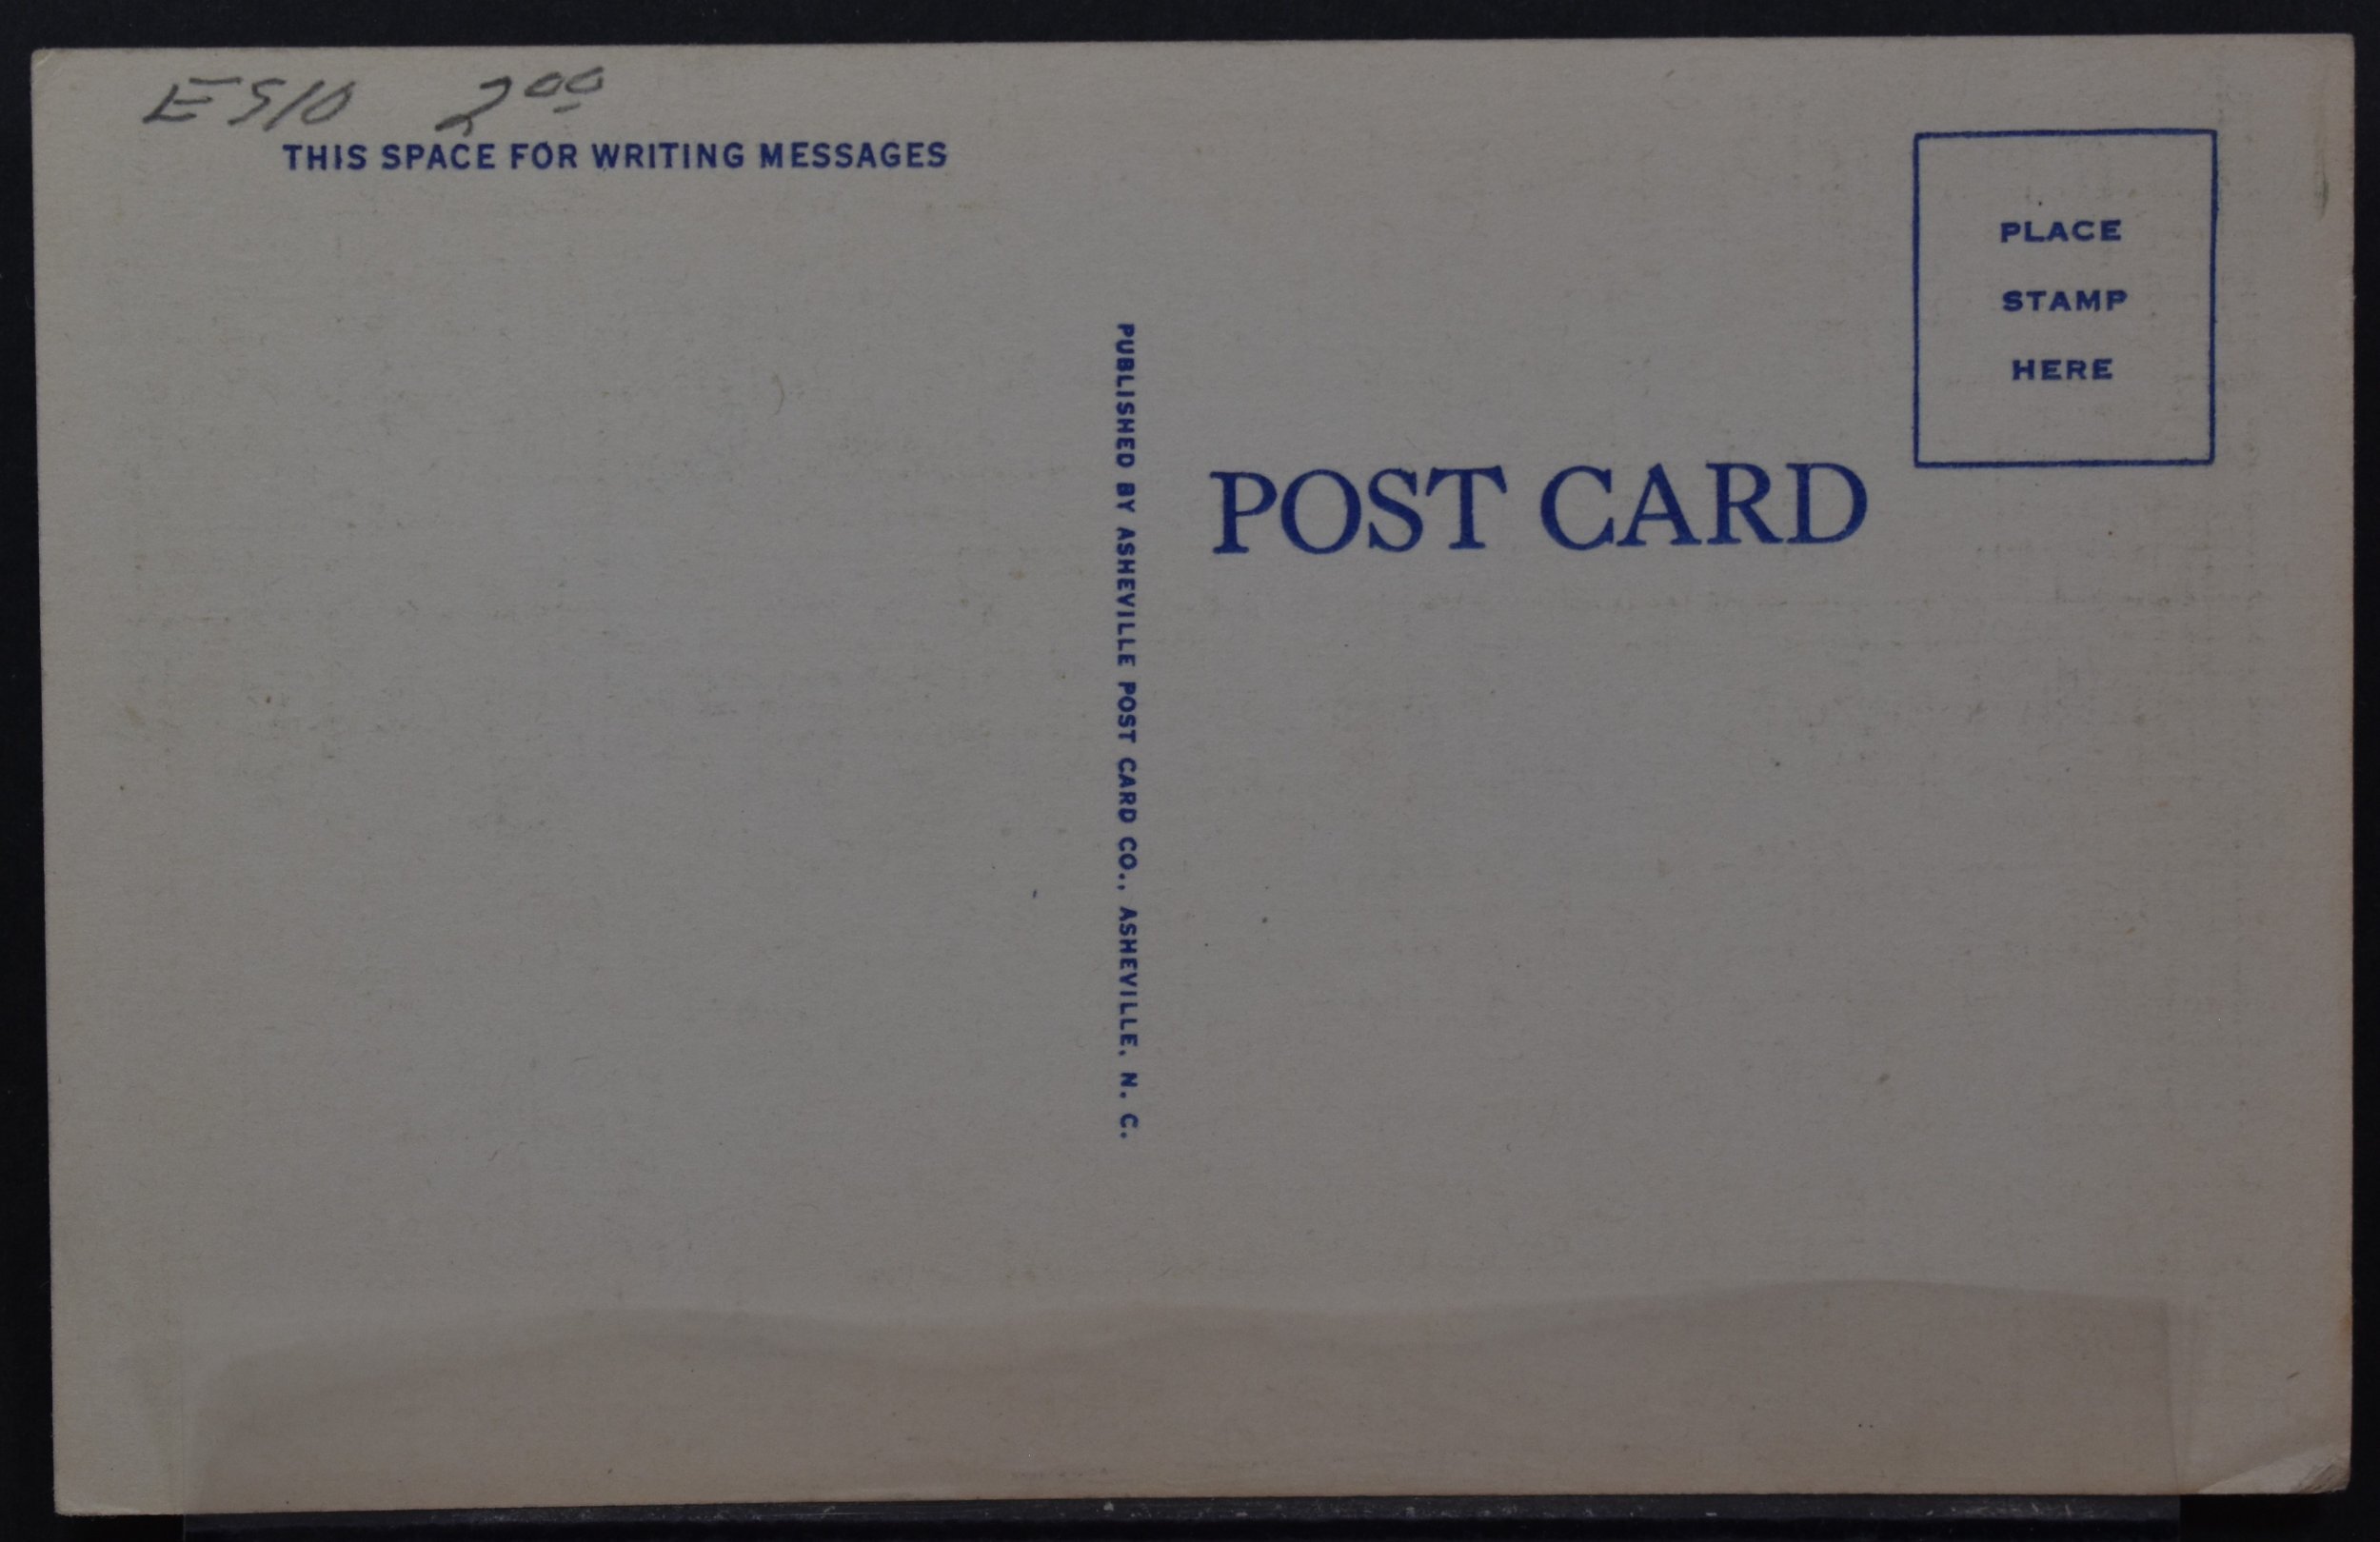 E510 2.00
THIS SPACE FOR WRITING MESSAGES
PUBLISHED BY ASHEVILLE POST CARD CO., ASHEVILLE, N. C.
POST CARD
PLACE
STAMP
HERE